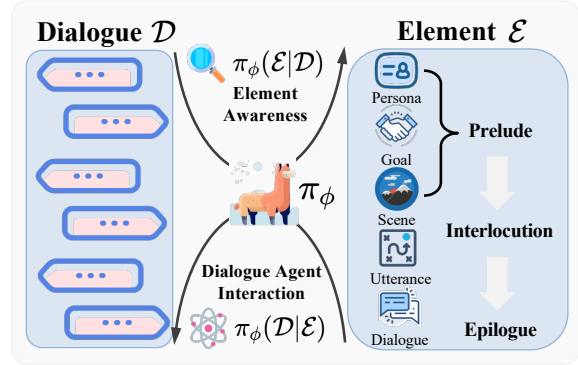 Dialogue 𝒟
π_ϕ(ℰ|𝒟)
Element
Awareness
π_ϕ
Dialogue Agent
Interaction
π_ϕ(𝒟|ℰ)
Element ℰ
Persona
Goal
Scene
Utterance
Dialogue
Prelude
Interlocution
Epilogue